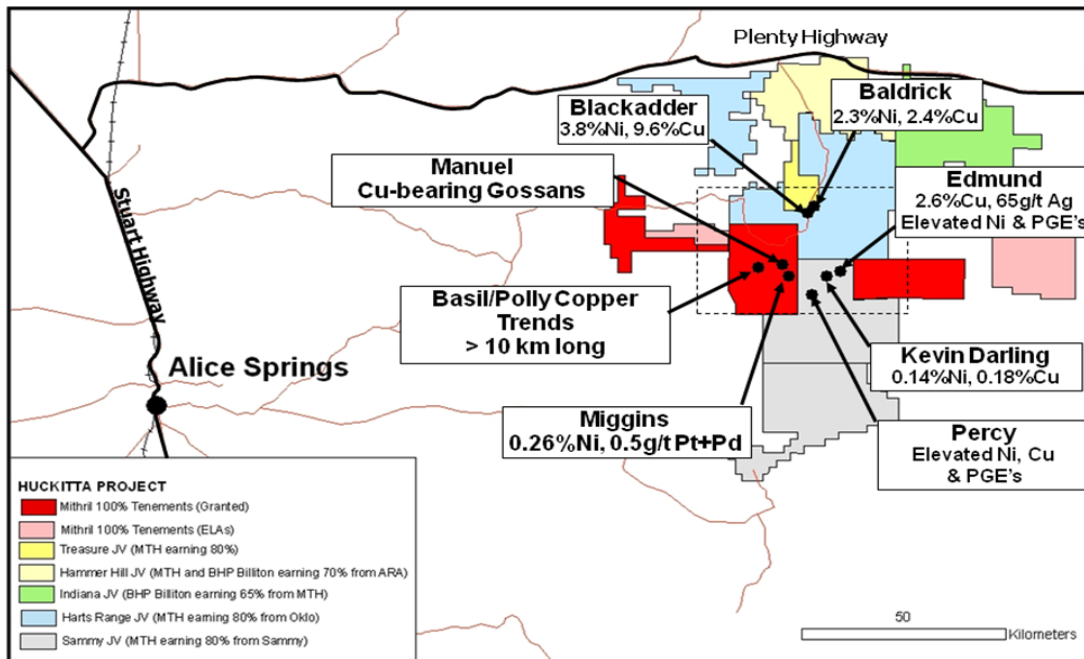 Plenty Highway
Blackadder
3.8%Ni, 9.6%Cu
Baldrick
2.3%Ni, 2.4%Cu
Manuel
Cu-bearing Gossans
Edmund
2.6%Cu, 65g/t Ag
Elevated Ni & PGE's
Stuart Highway
Basil/Polly Copper
Trends
> 10 km long
Alice Springs
Kevin Darling
0.14%Ni, 0.18%Cu
Miggins
0.26%Ni, 0.5g/t Pt+Pd
Percy
Elevated Ni, Cu
& PGE's
HUCKITTA PROJECT
Mithril 100% Tenements (Granted)
Mithril 100% Tenements (ELAs)
Treasure JV (MTH earning 80%)
Hammer Hill JV (MTH and BHP Billiton earning 70% from ARA)
Indiana JV (BHP Billiton earning 65% from MTH)
Harts Range JV (MTH earning 80% from Oklo)
Sammy JV (MTH earning 80% from Sammy)
50
Kilometers